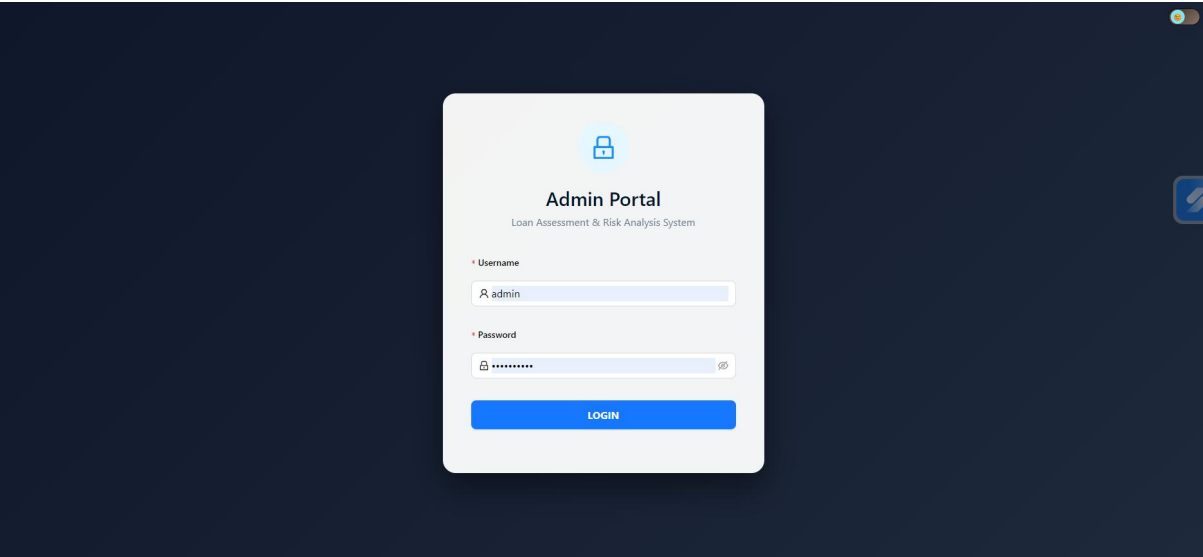 Admin Portal
Loan Assessment & Risk Analysis System
* Username
admin
* Password
••••••••••
LOGIN